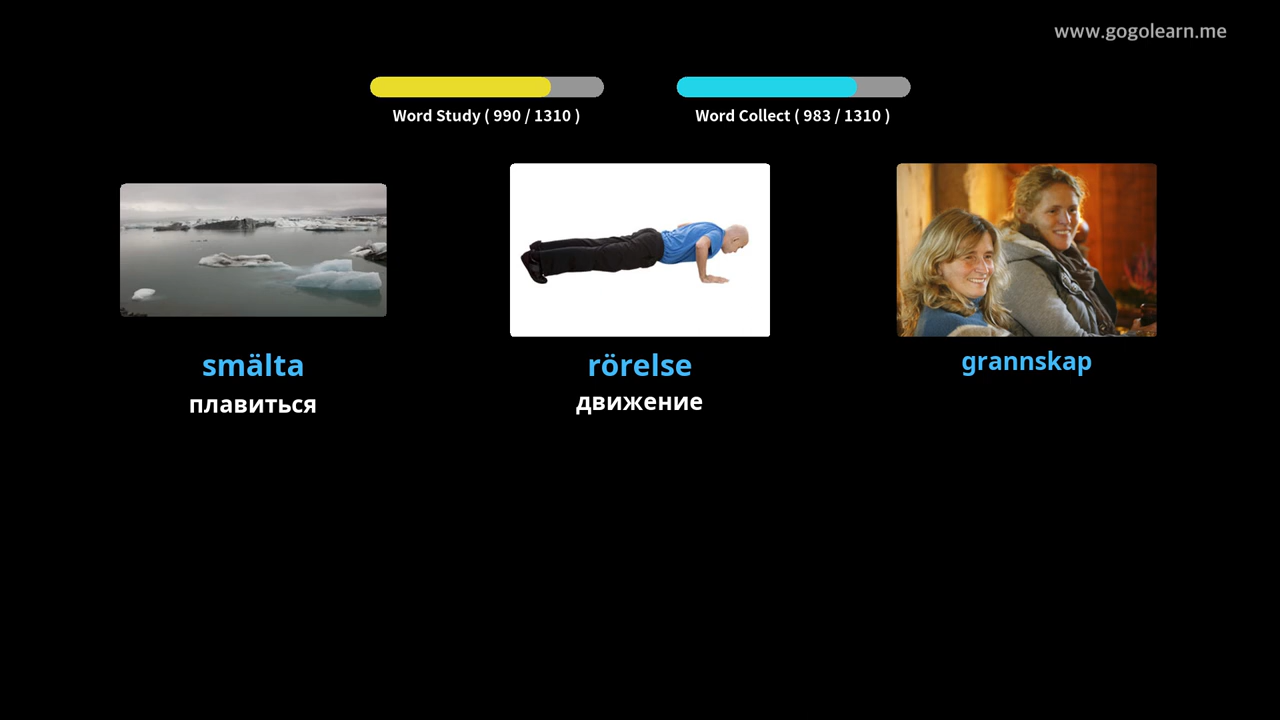 www.gogolearn.me
Word Study ( 990 / 1310 )
Word Collect ( 983 / 1310 )
smälta
rörelse
grannskap
плавиться
движение